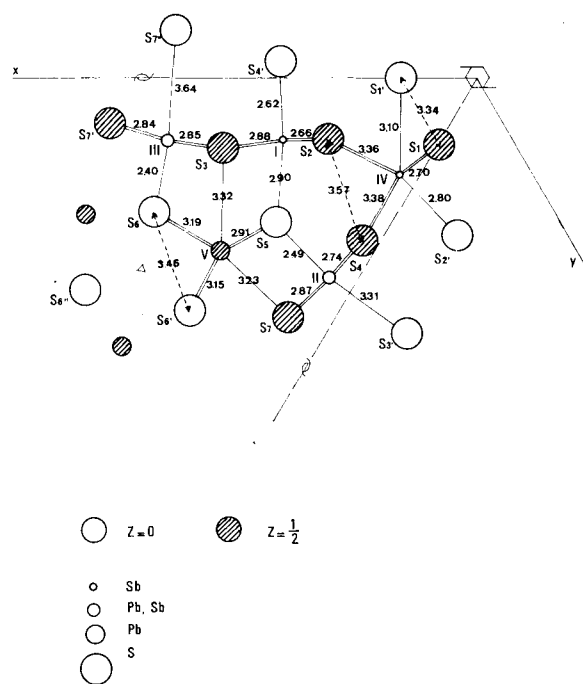 S7''
S4'
x
S1'
3.64
2.62
3.34
S7'
2.84
2.85
2.88
2.66
3.10
S1
III
S3
I
S2
3.36
IV
2.70
2.40
2.90
3.32
3.57
2.80
S6
3.19
2.91
S5
3.38
S2'
V
2.49
S4
y
3.46
2.74
II
S6''
3.15
3.23
2.87
3.31
S6'
S7
S3'
Z = 0
Z = 1/2
Sb
Pb, Sb
Pb
S